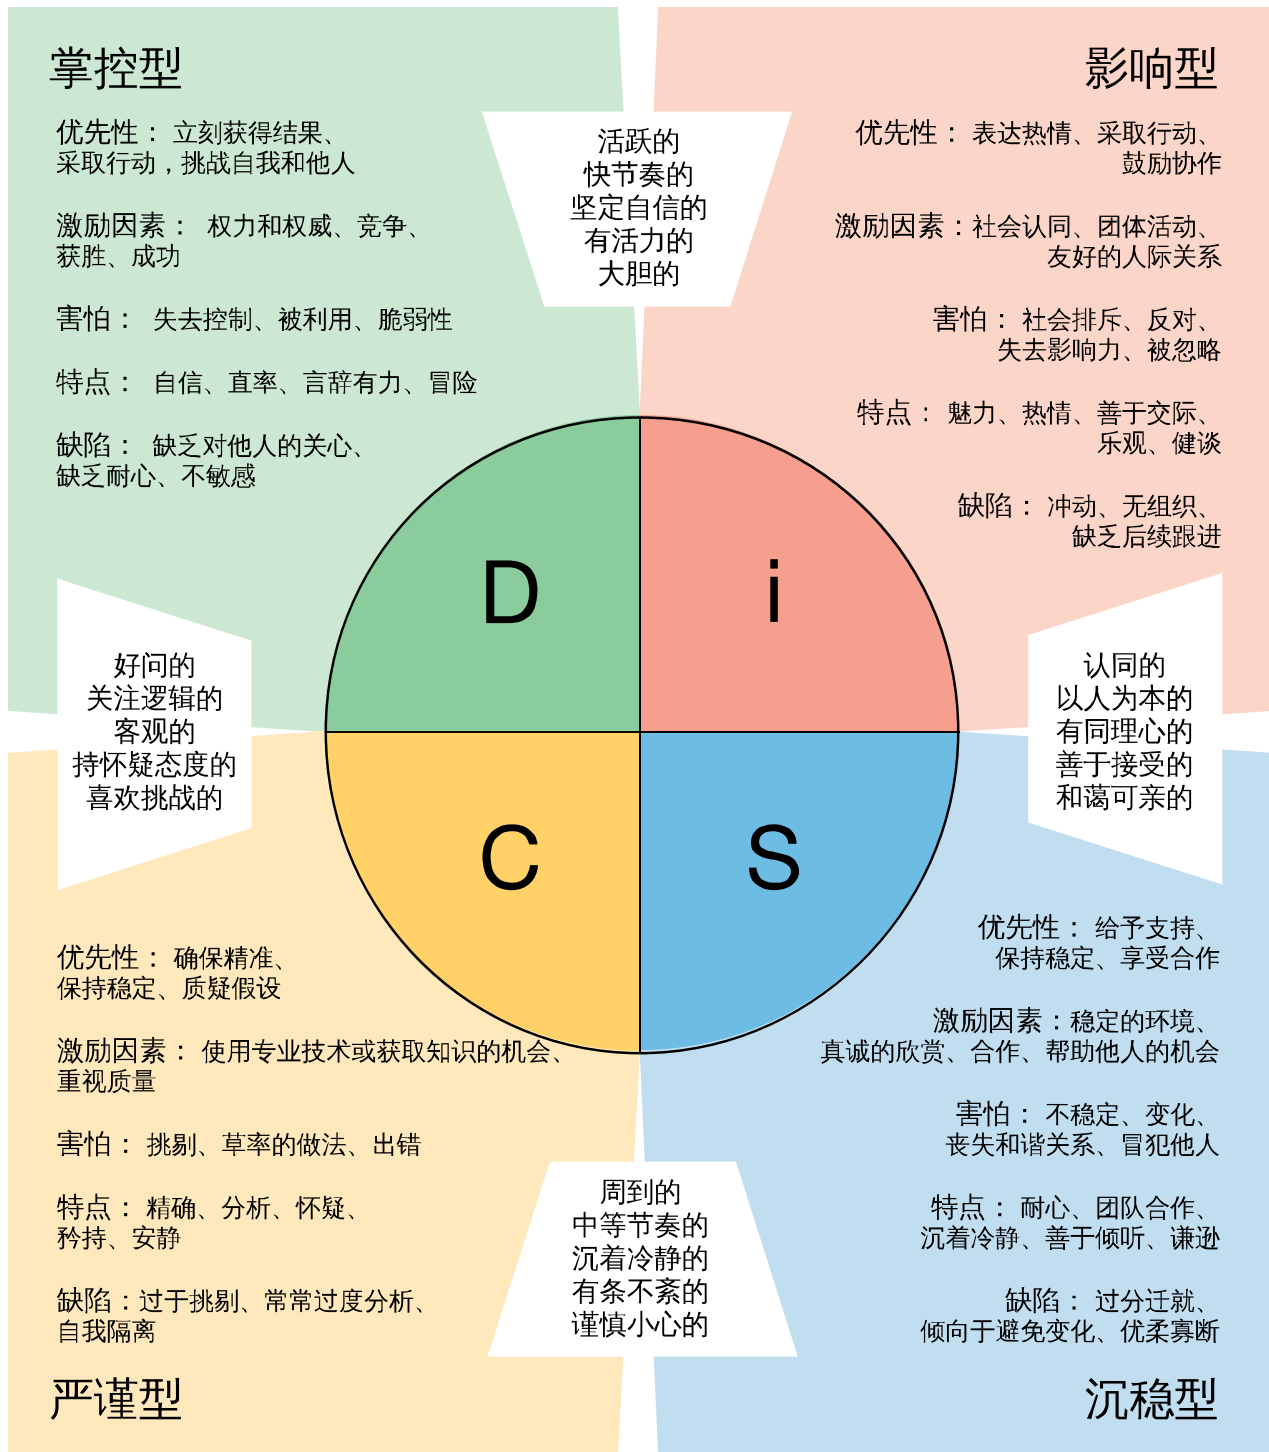 掌控型
优先性： 立刻获得结果、
采取行动，挑战自我和他人
激励因素： 权力和权威、竞争、
获胜、成功
害怕： 失去控制、被利用、脆弱性
特点： 自信、直率、言辞有力、冒险
缺陷： 缺乏对他人的关心、
缺乏耐心、不敏感
活跃的
快节奏的
坚定自信的
有活力的
大胆的
影响型
优先性： 表达热情、采取行动、
鼓励协作
激励因素：社会认同、团体活动、
友好的人际关系
害怕： 社会排斥、反对、
失去影响力、被忽略
特点： 魅力、热情、善于交际、
乐观、健谈
缺陷： 冲动、无组织、
缺乏后续跟进
D
i
C
S
好问的
关注逻辑的
客观的
持怀疑态度的
喜欢挑战的
认同的
以人为本的
有同理心的
善于接受的
和蔼可亲的
优先性： 确保精准、
保持稳定、质疑假设
激励因素： 使用专业技术或获取知识的机会、
重视质量
害怕： 挑剔、草率的做法、出错
特点： 精确、分析、怀疑、
矜持、安静
缺陷：过于挑剔、常常过度分析、
自我隔离
严谨型
周到的
中等节奏的
沉着冷静的
有条不紊的
谨慎小心的
优先性： 给予支持、
保持稳定、享受合作
激励因素：稳定的环境、
真诚的欣赏、合作、帮助他人的机会
害怕： 不稳定、变化、
丧失和谐关系、冒犯他人
特点： 耐心、团队合作、
沉着冷静、善于倾听、谦逊
缺陷： 过分迁就、
倾向于避免变化、优柔寡断
沉稳型